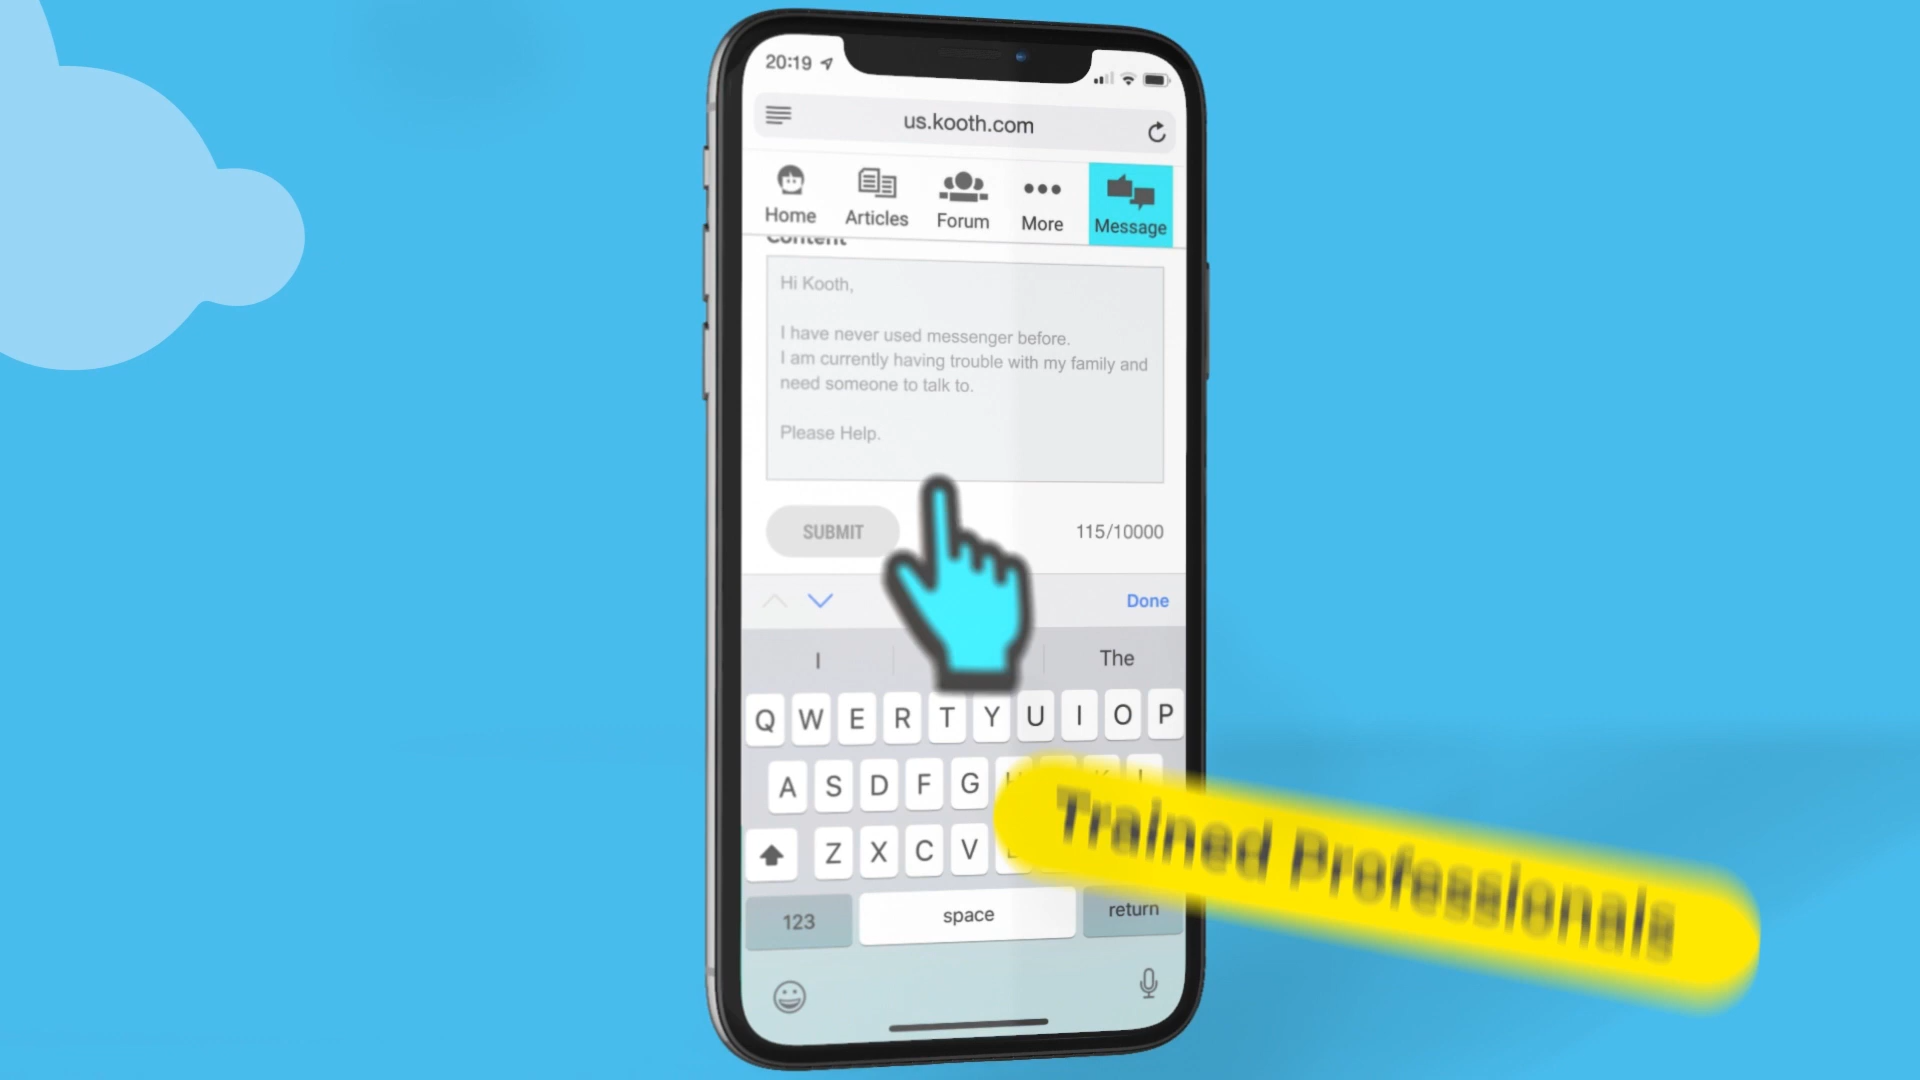 20:19
us.kooth.com
Home
Articles
Forum
More
Message
Content
Hi Kooth,
I have never used messenger before.
I am currently having trouble with my family and
need someone to talk to.
Please Help.
SUBMIT
115/10000
Done
I
The
Q W E R T Y U I O P
A S D F G
Z X C V
123
space
return
Trained Professionals